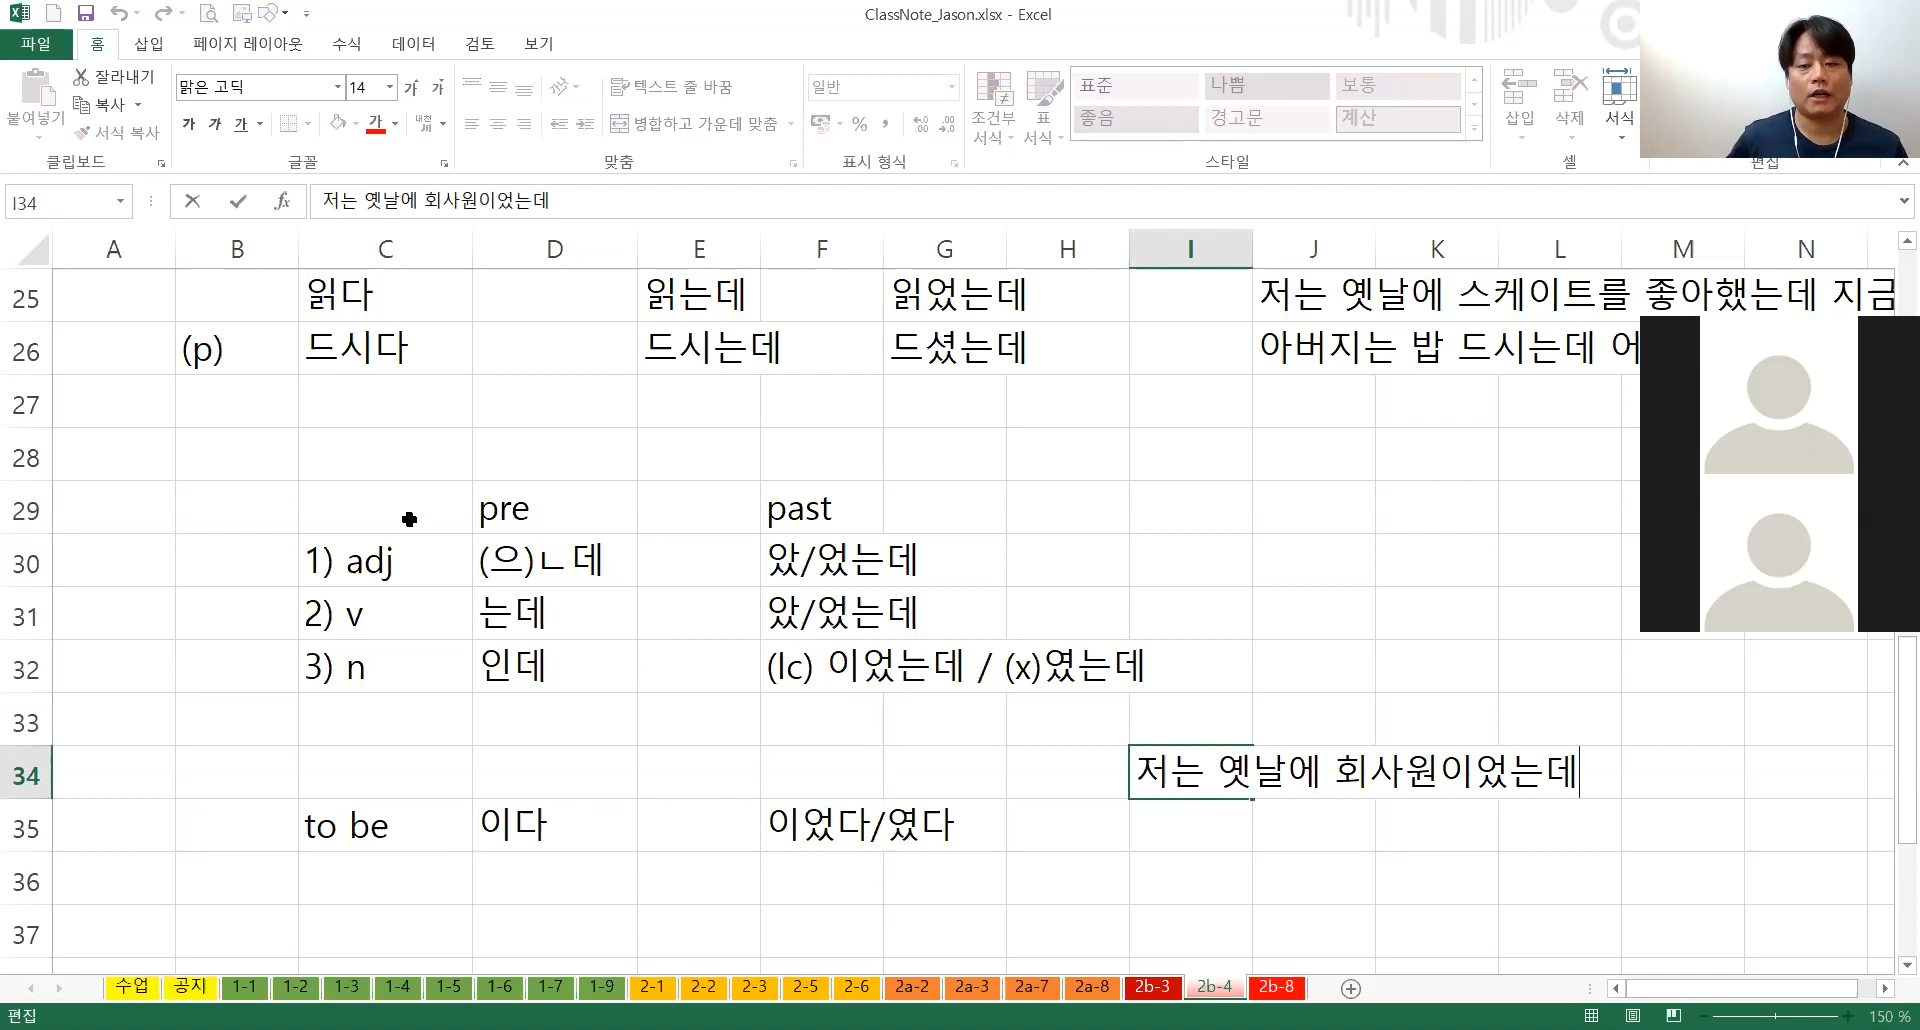 ClassNote_Jason.xlsx - Excel
파일 홈 삽입 페이지 레이아웃 수식 데이터 검토 보기
붙여넣기
잘라내기
복사
서식 복사
클립보드
맑은 고딕 14 가 가
가 가 가 가 내천
글꼴
텍스트 줄 바꿈
병합하고 가운데 맞춤
맞춤
일반
% , .00
표시 형식
조건부 서식
표 서식
표준 나쁨 보통
좋음 경고문 계산
스타일
삽입 삭제 서식
셀
편집
I34 fx 저는 옛날에 회사원이었는데
A B C D E F G H I J K L M N
25 읽다 읽는데 읽었는데 저는 옛날에 스케이트를 좋아했는데 지금
26 (p) 드시다 드시는데 드셨는데 아버지는 밥 드시는데 어
27
28
29 pre past
30 1) adj (으)ㄴ데 았/었는데
31 2) v 는데 았/었는데
32 3) n 인데 (lc) 이었는데 / (x)였는데
33
34 저는 옛날에 회사원이었는데
35 to be 이다 이었다/였다
36
37
수업 공지 1-1 1-2 1-3 1-4 1-5 1-6 1-7 1-9 2-1 2-2 2-3 2-5 2-6 2a-2 2a-3 2a-7 2a-8 2b-3 2b-4 2b-8
편집 150 %